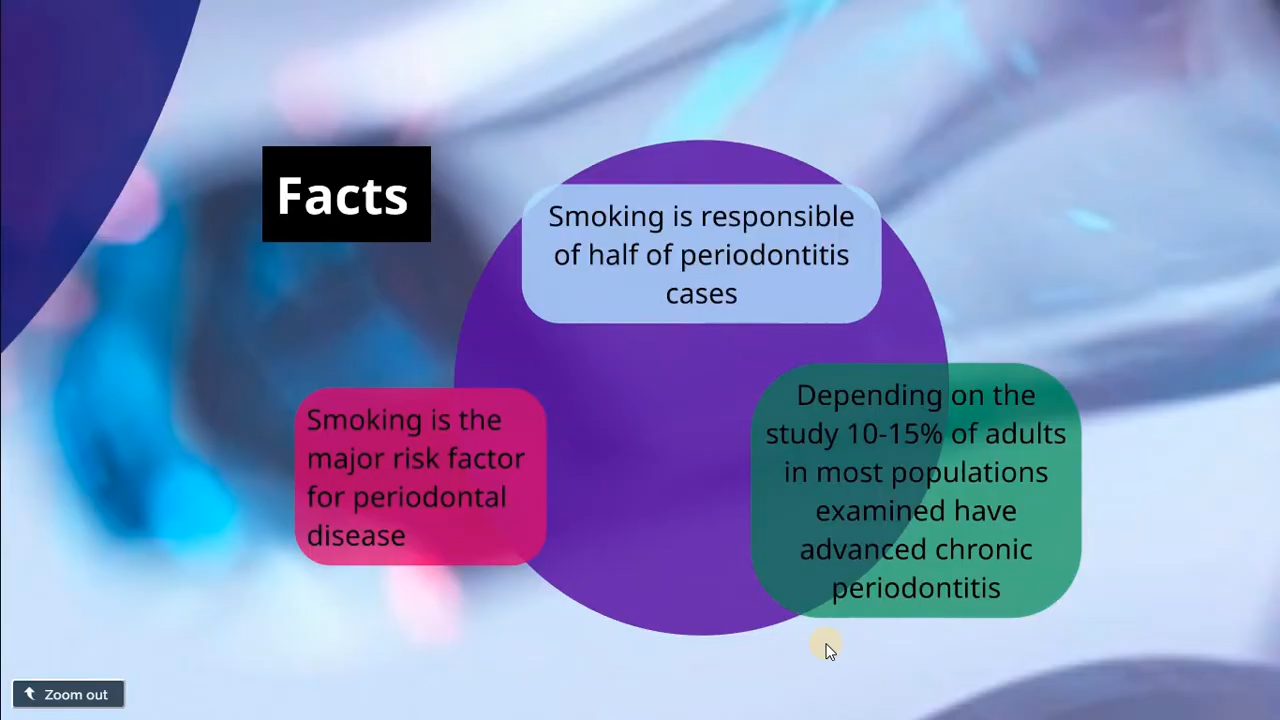 Facts
Smoking is responsible
of half of periodontitis
cases
Smoking is the
major risk factor
for periodontal
disease
Depending on the
study 10-15% of adults
in most populations
examined have
advanced chronic
periodontitis
Zoom out